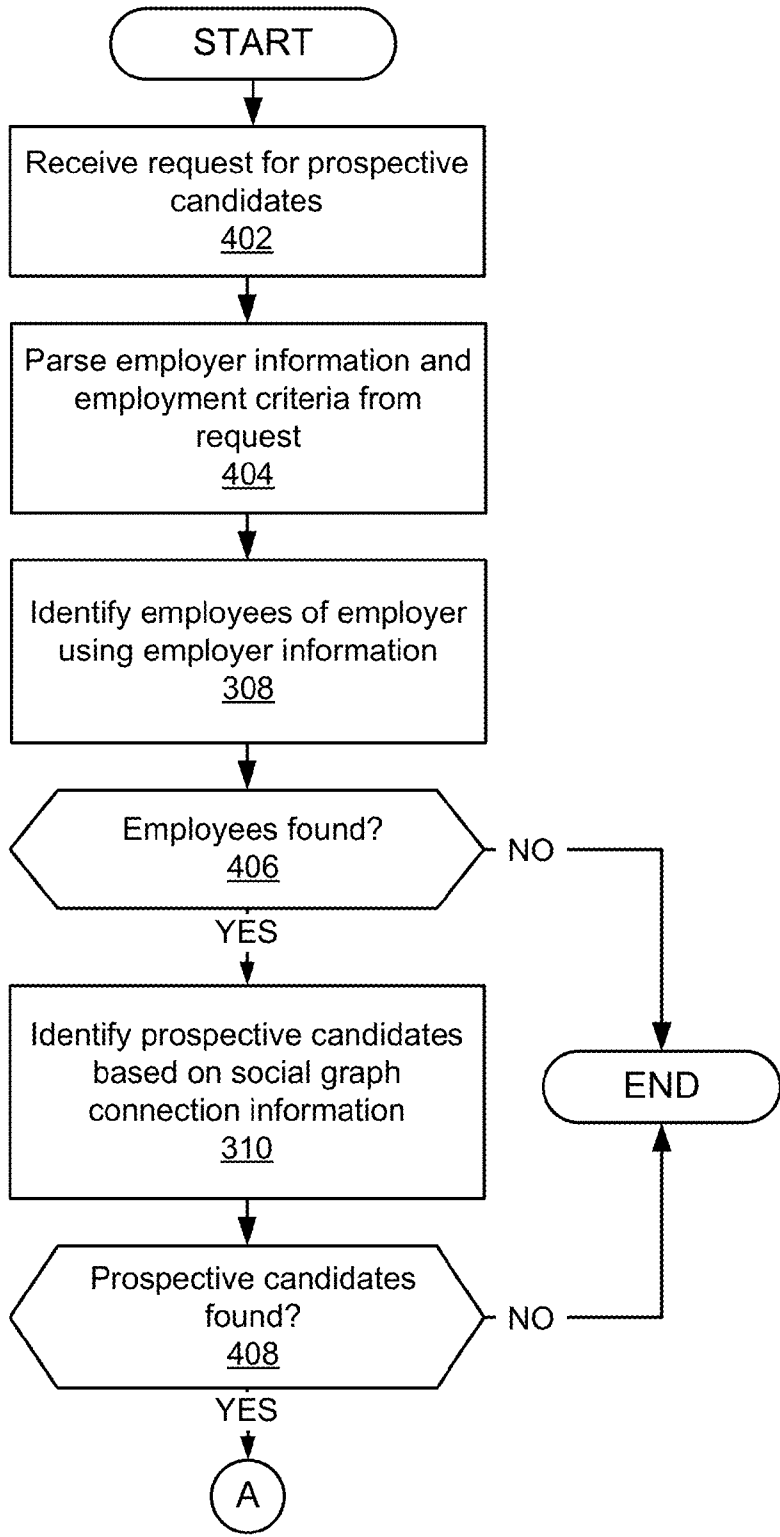 START
Receive request for prospective
candidates
402
Parse employer information and
employment criteria from
request
404
Identify employees of employer
using employer information
308
Employees found?
406
NO
YES
Identify prospective candidates
based on social graph
connection information
310
END
Prospective candidates
found?
408
NO
YES
A